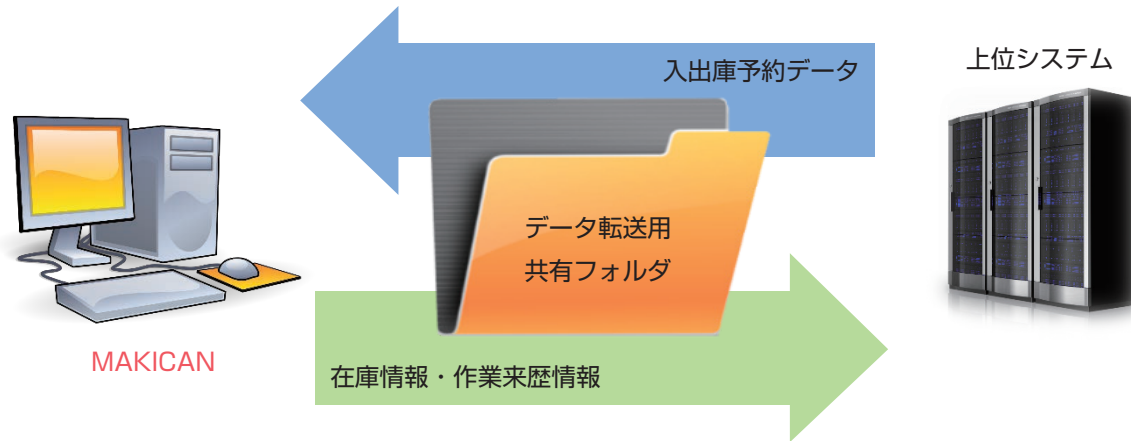 入出庫予約データ
上位システム
データ転送用
共有フォルダ
MAKICAN
在庫情報・作業来歴情報